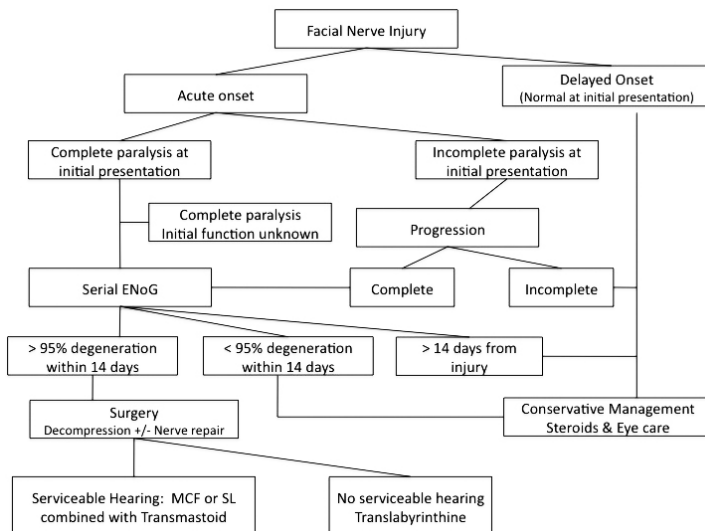 Facial Nerve Injury
Delayed Onset
(Normal at initial presentation)
Acute onset
Complete paralysis at
initial presentation
Incomplete paralysis at
initial presentation
Complete paralysis
Initial function unknown
Progression
Serial ENoG
Complete
Incomplete
> 95% degeneration
within 14 days
< 95% degeneration
within 14 days
> 14 days from
injury
Surgery
Decompression +/- Nerve repair
Conservative Management
Steroids & Eye care
Serviceable Hearing: MCF or SL
combined with Transmastoid
No serviceable hearing
Translabyrinthine